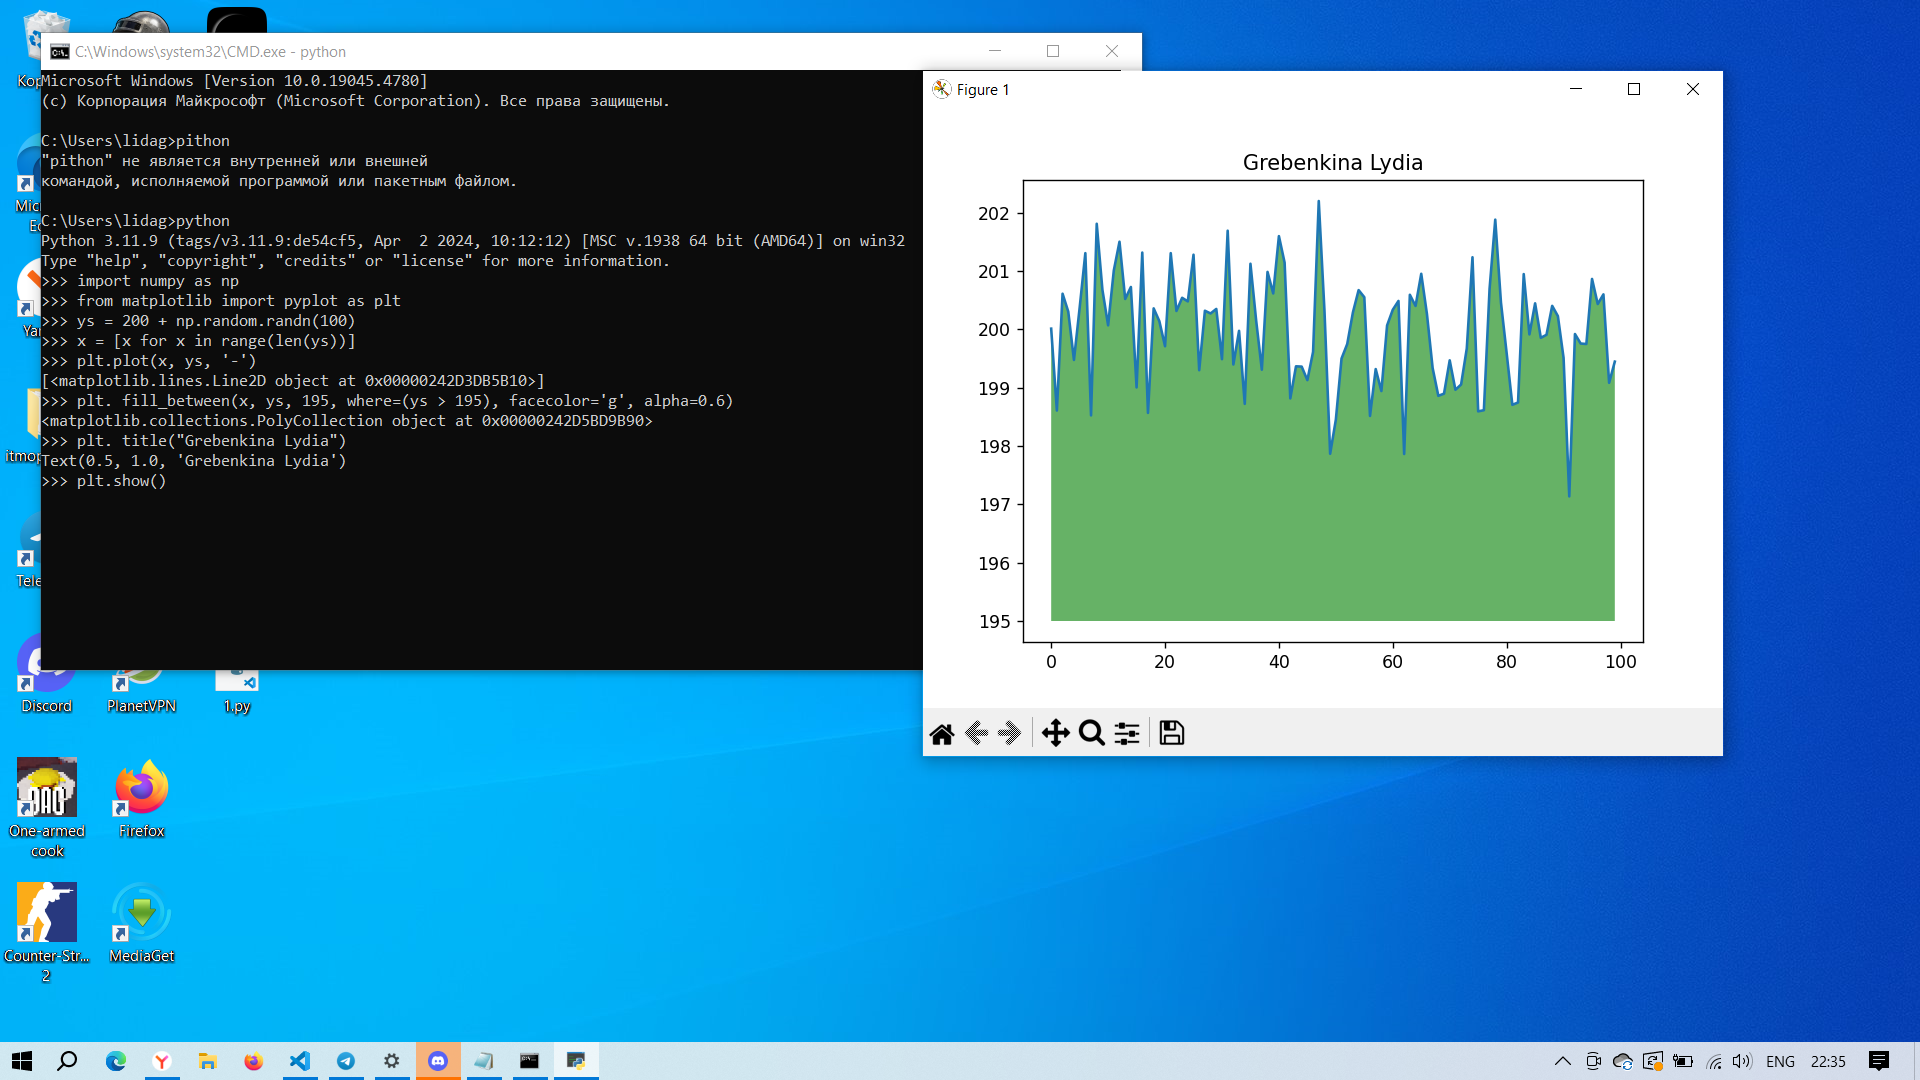 C:\Windows\system32\CMD.exe - python
Microsoft Windows [Version 10.0.19045.4780]
(c) Корпорация Майкрософт (Microsoft Corporation). Все права защищены.
C:\Users\lidag>pithon
"pithon" не является внутренней или внешней
командой, исполняемой программой или пакетным файлом.
C:\Users\lidag>python
Python 3.11.9 (tags/v3.11.9:de54cf5, Apr  2 2024, 10:12:12) [MSC v.1938 64 bit (AMD64)] on win32
Type "help", "copyright", "credits" or "license" for more information.
>>> import numpy as np
>>> from matplotlib import pyplot as plt
>>> ys = 200 + np.random.randn(100)
>>> x = [x for x in range(len(ys))]
>>> plt.plot(x, ys, '-')
[<matplotlib.lines.Line2D object at 0x00000242D3DB5B10>]
>>> plt. fill_between(x, ys, 195, where=(ys > 195), facecolor='g', alpha=0.6)
<matplotlib.collections.PolyCollection object at 0x00000242D5BD9B90>
>>> plt. title("Grebenkina Lydia")
Text(0.5, 1.0, 'Grebenkina Lydia')
>>> plt.show()
Figure 1
Grebenkina Lydia
202
201
200
199
198
197
196
195
0 20 40 60 80 100
Discord
PlanetVPN
1.py
One-armed
cook
Firefox
Counter-Str...
2
MediaGet
ENG
22:35